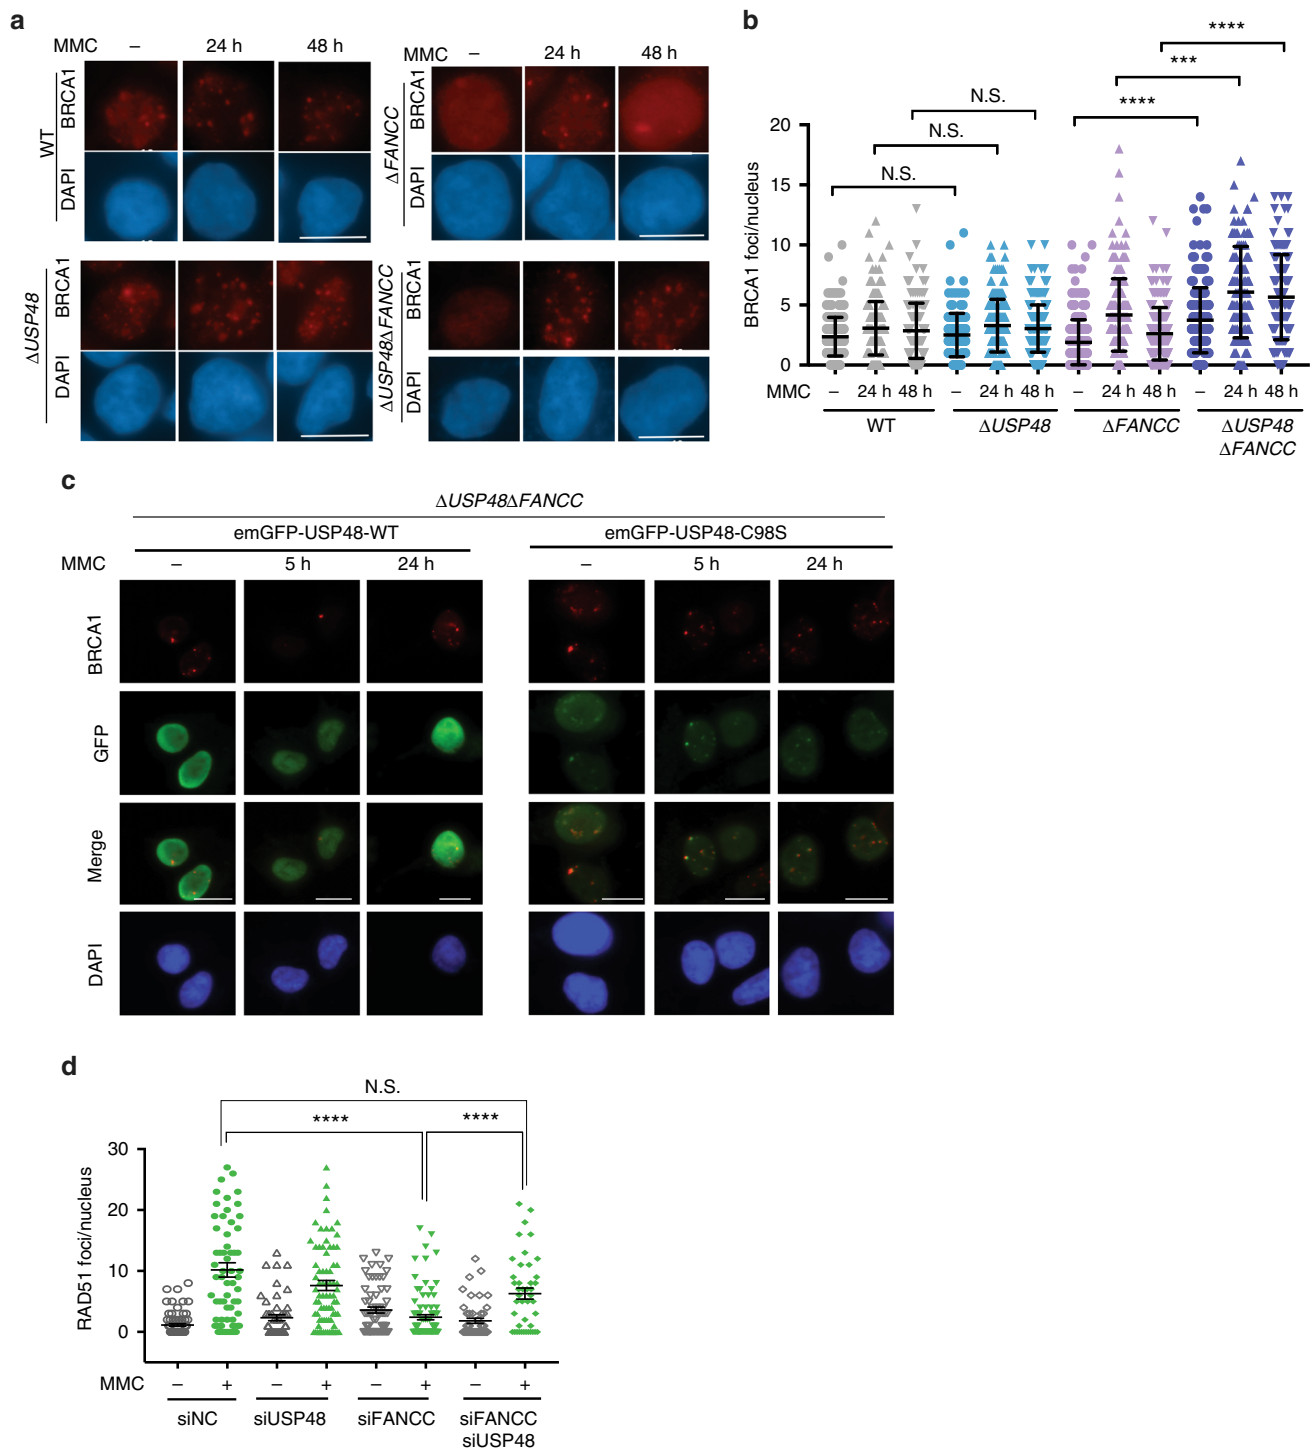 a
MMC – 24 h 48 h
WT
BRCA1
DAPI
MMC – 24 h 48 h
ΔFANCC
BRCA1
DAPI
ΔUSP48
BRCA1
DAPI
ΔUSP48ΔFANCC
BRCA1
DAPI
b
****
***
****
N.S.
N.S.
N.S.
BRCA1 foci/nucleus
20
15
10
5
0
MMC – 24 h 48 h – 24 h 48 h – 24 h 48 h – 24 h 48 h
WT ΔUSP48 ΔFANCC ΔUSP48
ΔFANCC
c
ΔUSP48ΔFANCC
emGFP-USP48-WT emGFP-USP48-C98S
MMC – 5 h 24 h – 5 h 24 h
BRCA1
GFP
Merge
DAPI
d
N.S.
**** ****
RAD51 foci/nucleus
30
20
10
0
MMC – + – + – + – +
siNC siUSP48 siFANCC siFANCC
siUSP48